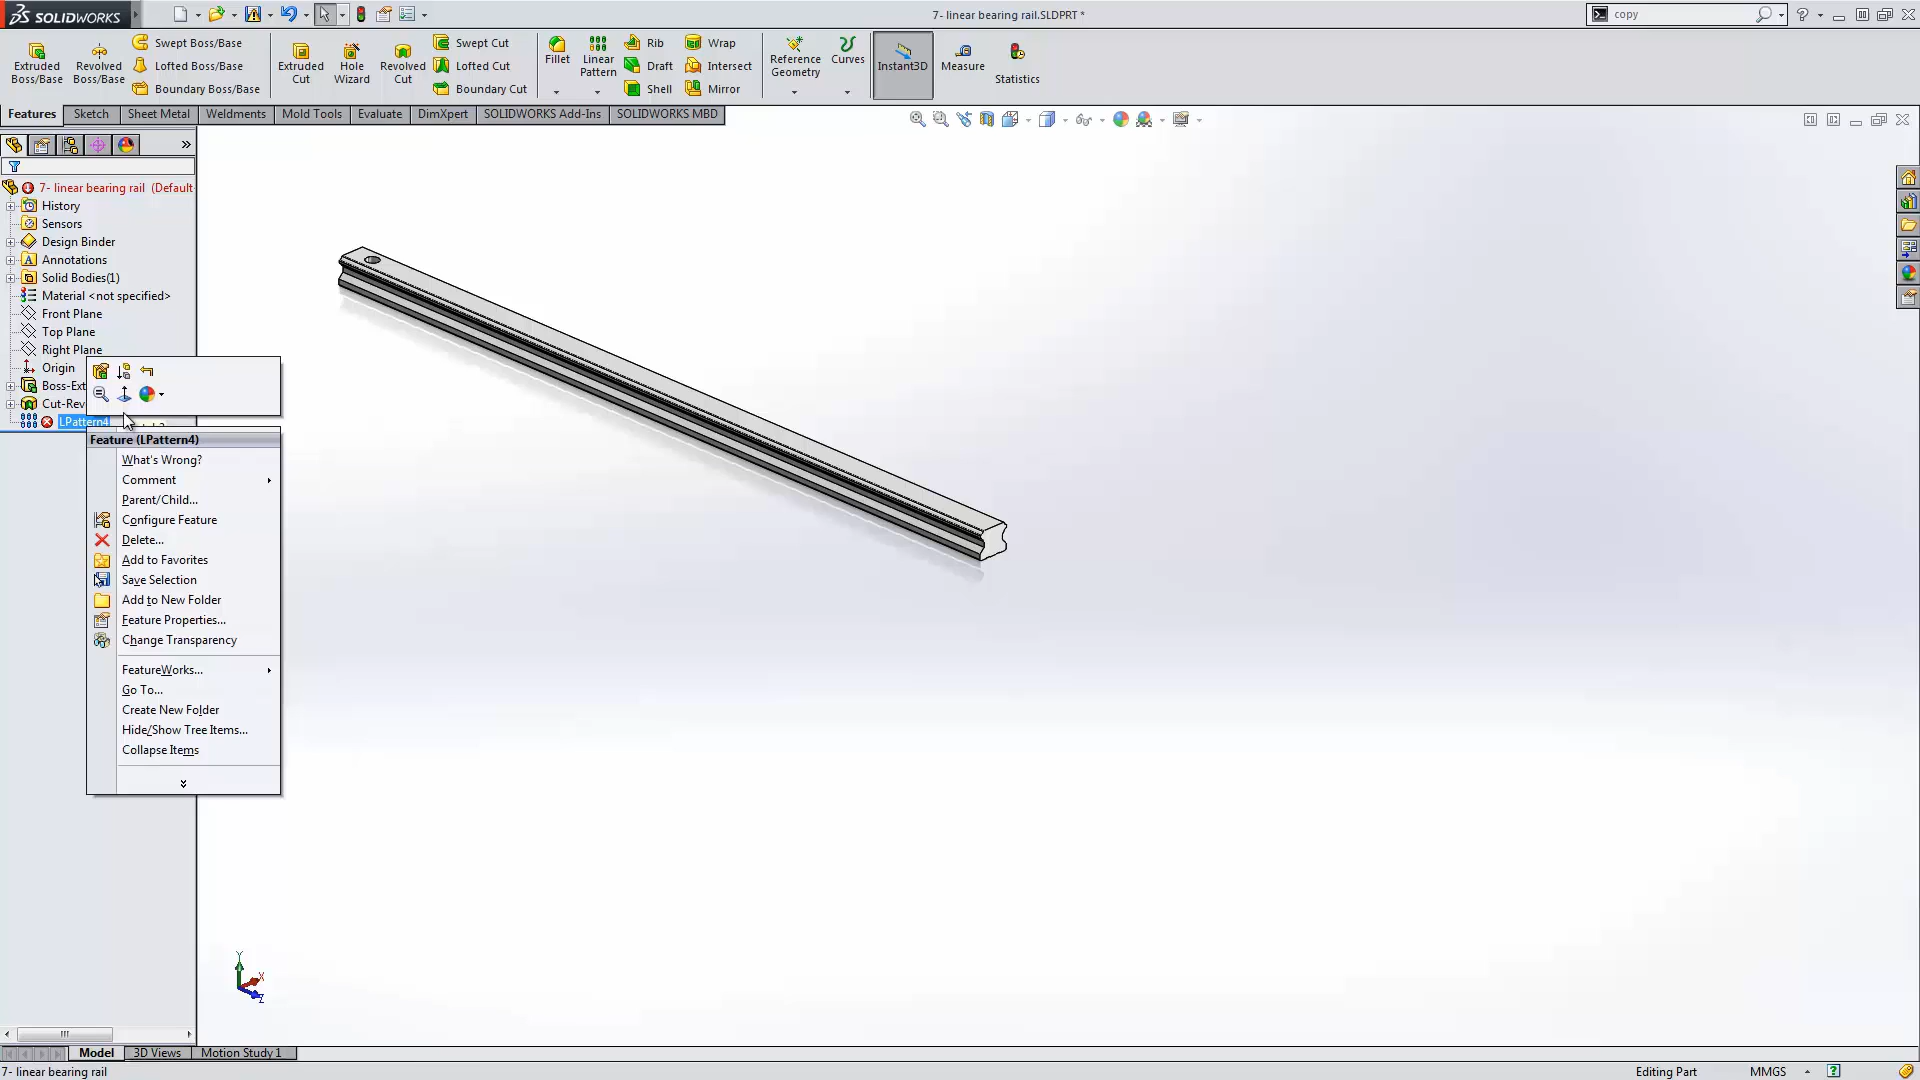 SOLIDWORKS
7- linear bearing rail.SLDPRT *
copy
Extruded Boss/Base
Revolved Boss/Base
Swept Boss/Base
Lofted Boss/Base
Boundary Boss/Base
Extruded Cut
Hole Wizard
Revolved Cut
Swept Cut
Lofted Cut
Boundary Cut
Fillet
Linear Pattern
Rib
Draft
Shell
Wrap
Intersect
Mirror
Reference Geometry
Curves
Instant3D
Measure
Statistics
Features
Sketch
Sheet Metal
Weldments
Mold Tools
Evaluate
DimXpert
SOLIDWORKS Add-Ins
SOLIDWORKS MBD
7- linear bearing rail (Default
History
Sensors
Design Binder
Annotations
Solid Bodies(1)
Material <not specified>
Front Plane
Top Plane
Right Plane
Origin
Boss-Ext
Cut-Rev
LPattern4
Feature (LPattern4)
What's Wrong?
Comment
Parent/Child...
Configure Feature
Delete...
Add to Favorites
Save Selection
Add to New Folder
Feature Properties...
Change Transparency
FeatureWorks...
Go To...
Create New Folder
Hide/Show Tree Items...
Collapse Items
Y
X
Z
Model
3D Views
Motion Study 1
7- linear bearing rail
Editing Part
MMGS